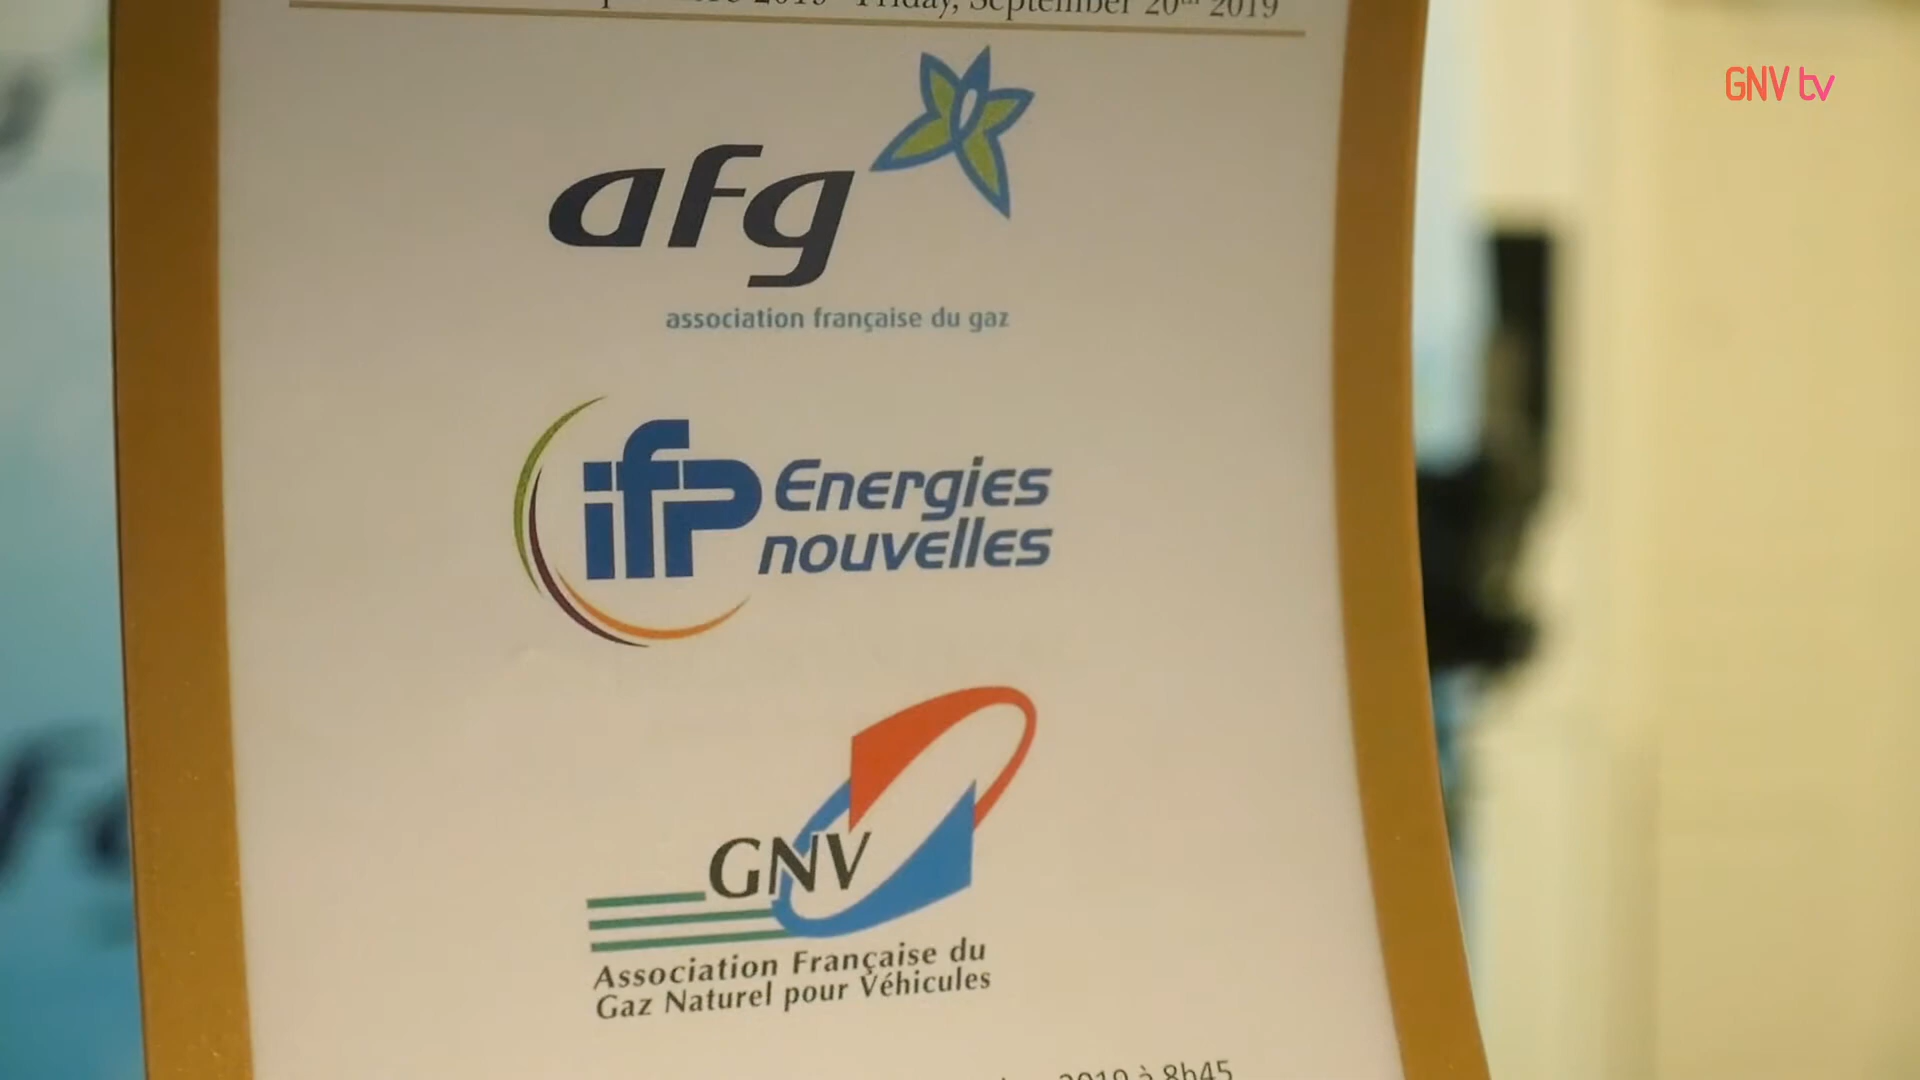 2019 - Friday, September 20th 2019
GNV tv
afg
association française du gaz
ifp Energies
nouvelles
GNV
Association Française du
Gaz Naturel pour Véhicules
2019 à 8h45